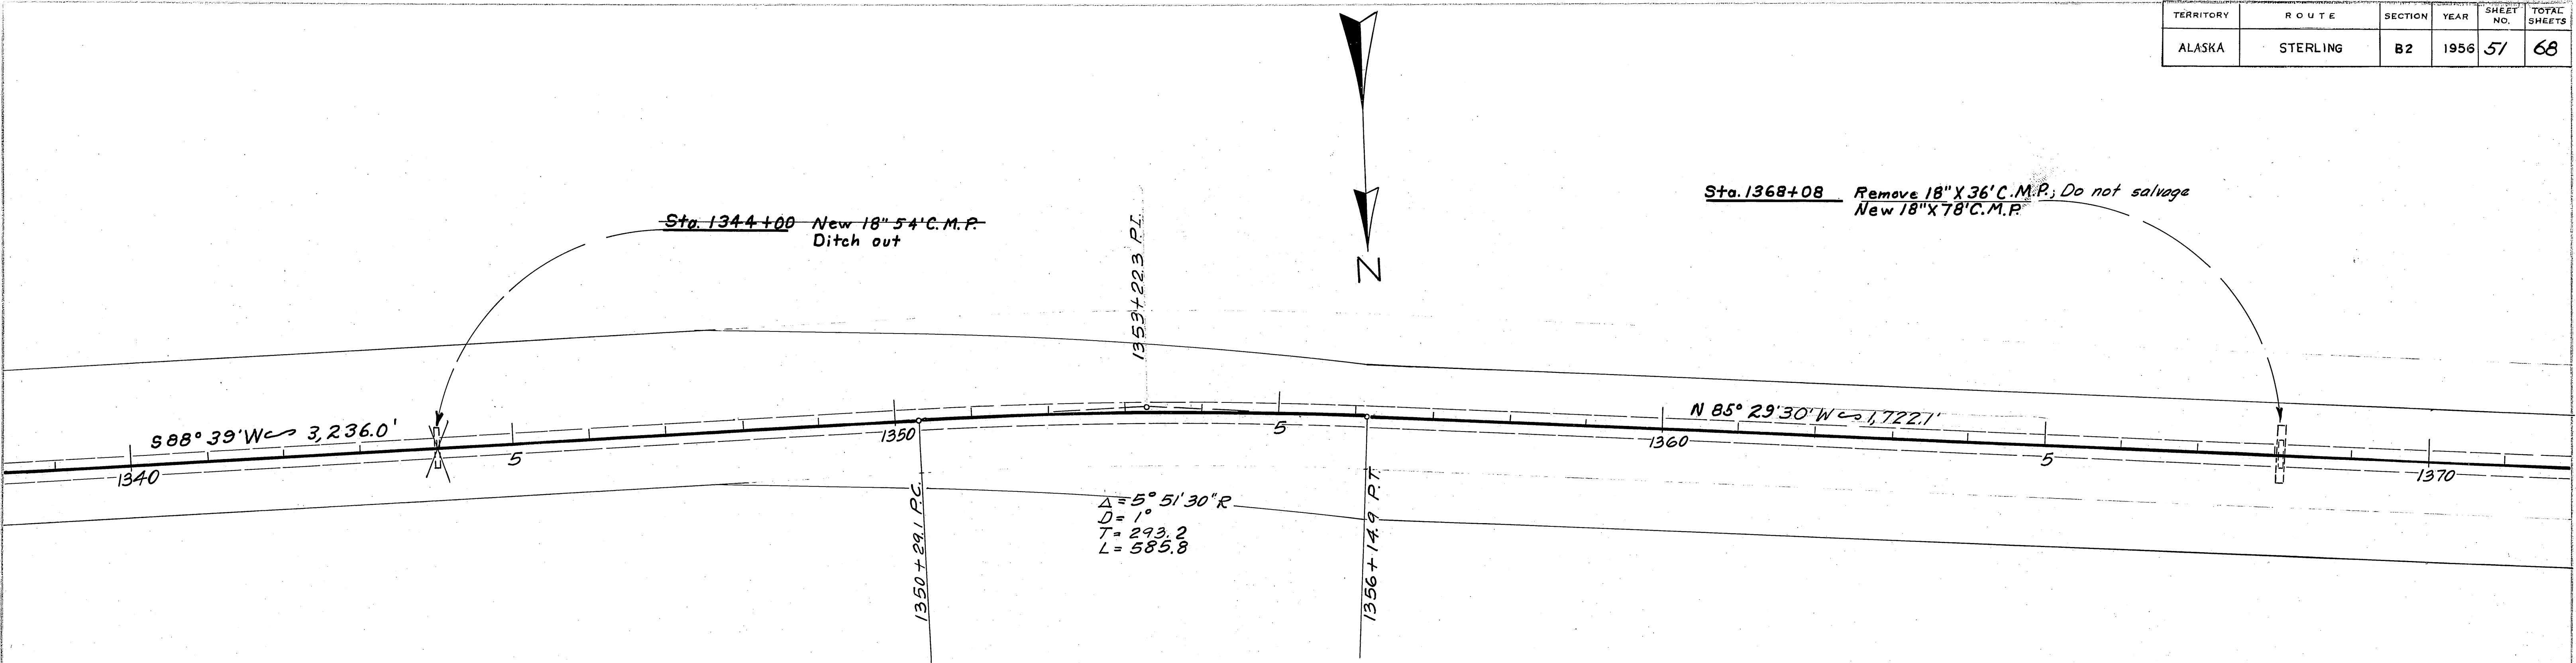 TERRITORY ROUTE SECTION YEAR SHEET NO. TOTAL SHEETS
ALASKA STERLING B2 1956 51 68
Sta. 1344+00 New 18" 54' C.M.P.
Ditch out
1353+22.3 P.I.
N
Sta. 1368+08 Remove 18" X 36' C.M.P.; Do not salvage
New 18" X 78' C.M.P.
S 88° 39' W 3,236.0'
N 85° 29' 30' W 1,722.1'
1340
5
1350
5
1360
5
1370
1350+29.1 P.C.
Δ = 5° 51' 30" R
D = 1°
T = 293.2
L = 585.8
1356+14.9 P.T.